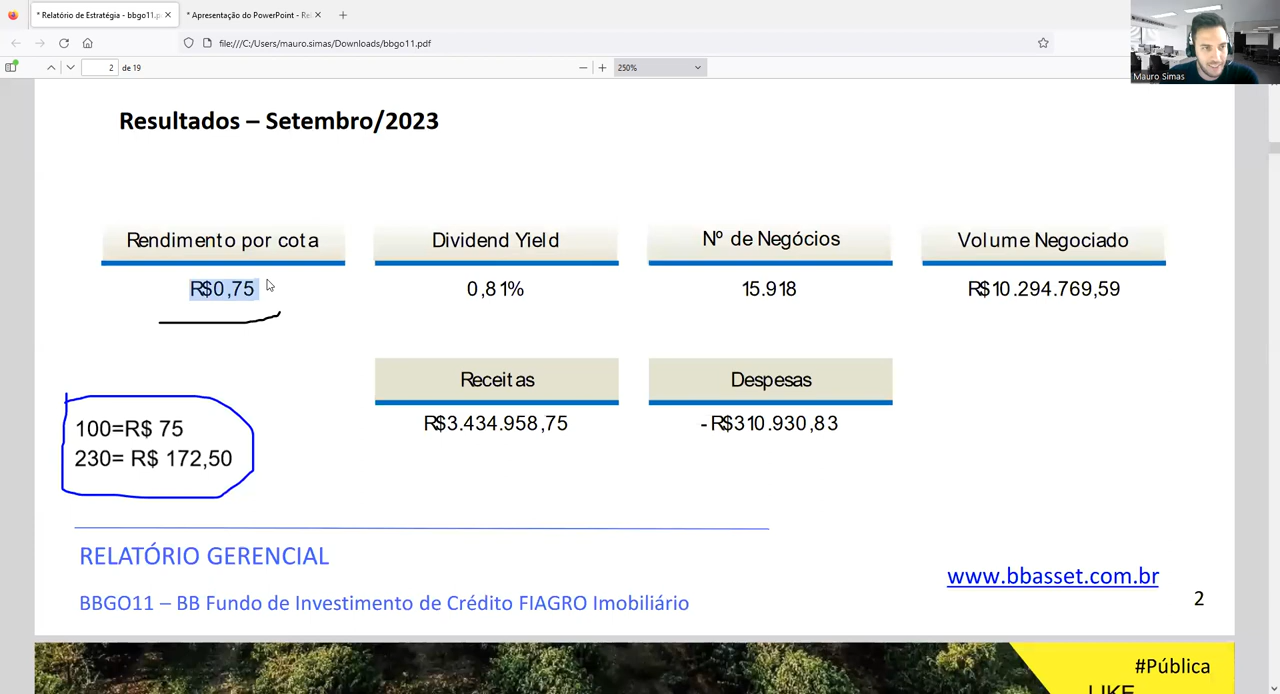 * Relatório de Estratégia - bbgo11.p
* Apresentação do PowerPoint - Re
file:///C:/Users/mauro.simas/Downloads/bbgo11.pdf
2 de 19
250%
Mauro Simas
Resultados – Setembro/2023
Rendimento por cota
Dividend Yield
Nº de Negócios
Volume Negociado
R$0,75
0,81%
15.918
R$10.294.769,59
Receitas
Despesas
R$3.434.958,75
-R$310.930,83
100=R$ 75
230= R$ 172,50
RELATÓRIO GERENCIAL
www.bbasset.com.br
BBGO11 – BB Fundo de Investimento de Crédito FIAGRO Imobiliário
2
#Pública
LIKE